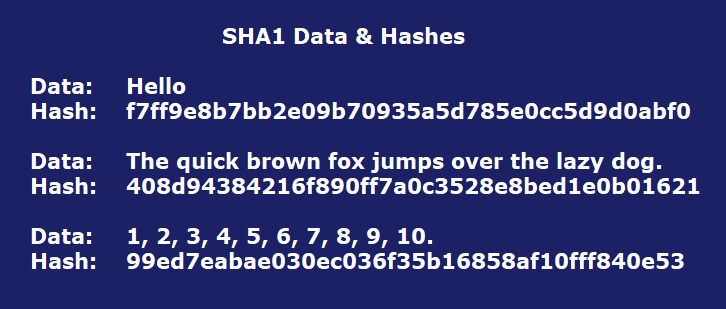 SHA1 Data & Hashes
Data: Hello
Hash: f7ff9e8b7bb2e09b70935a5d785e0cc5d9d0abf0
Data: The quick brown fox jumps over the lazy dog.
Hash: 408d94384216f890ff7a0c3528e8bed1e0b01621
Data: 1, 2, 3, 4, 5, 6, 7, 8, 9, 10.
Hash: 99ed7eabae030ec036f35b16858af10fff840e53